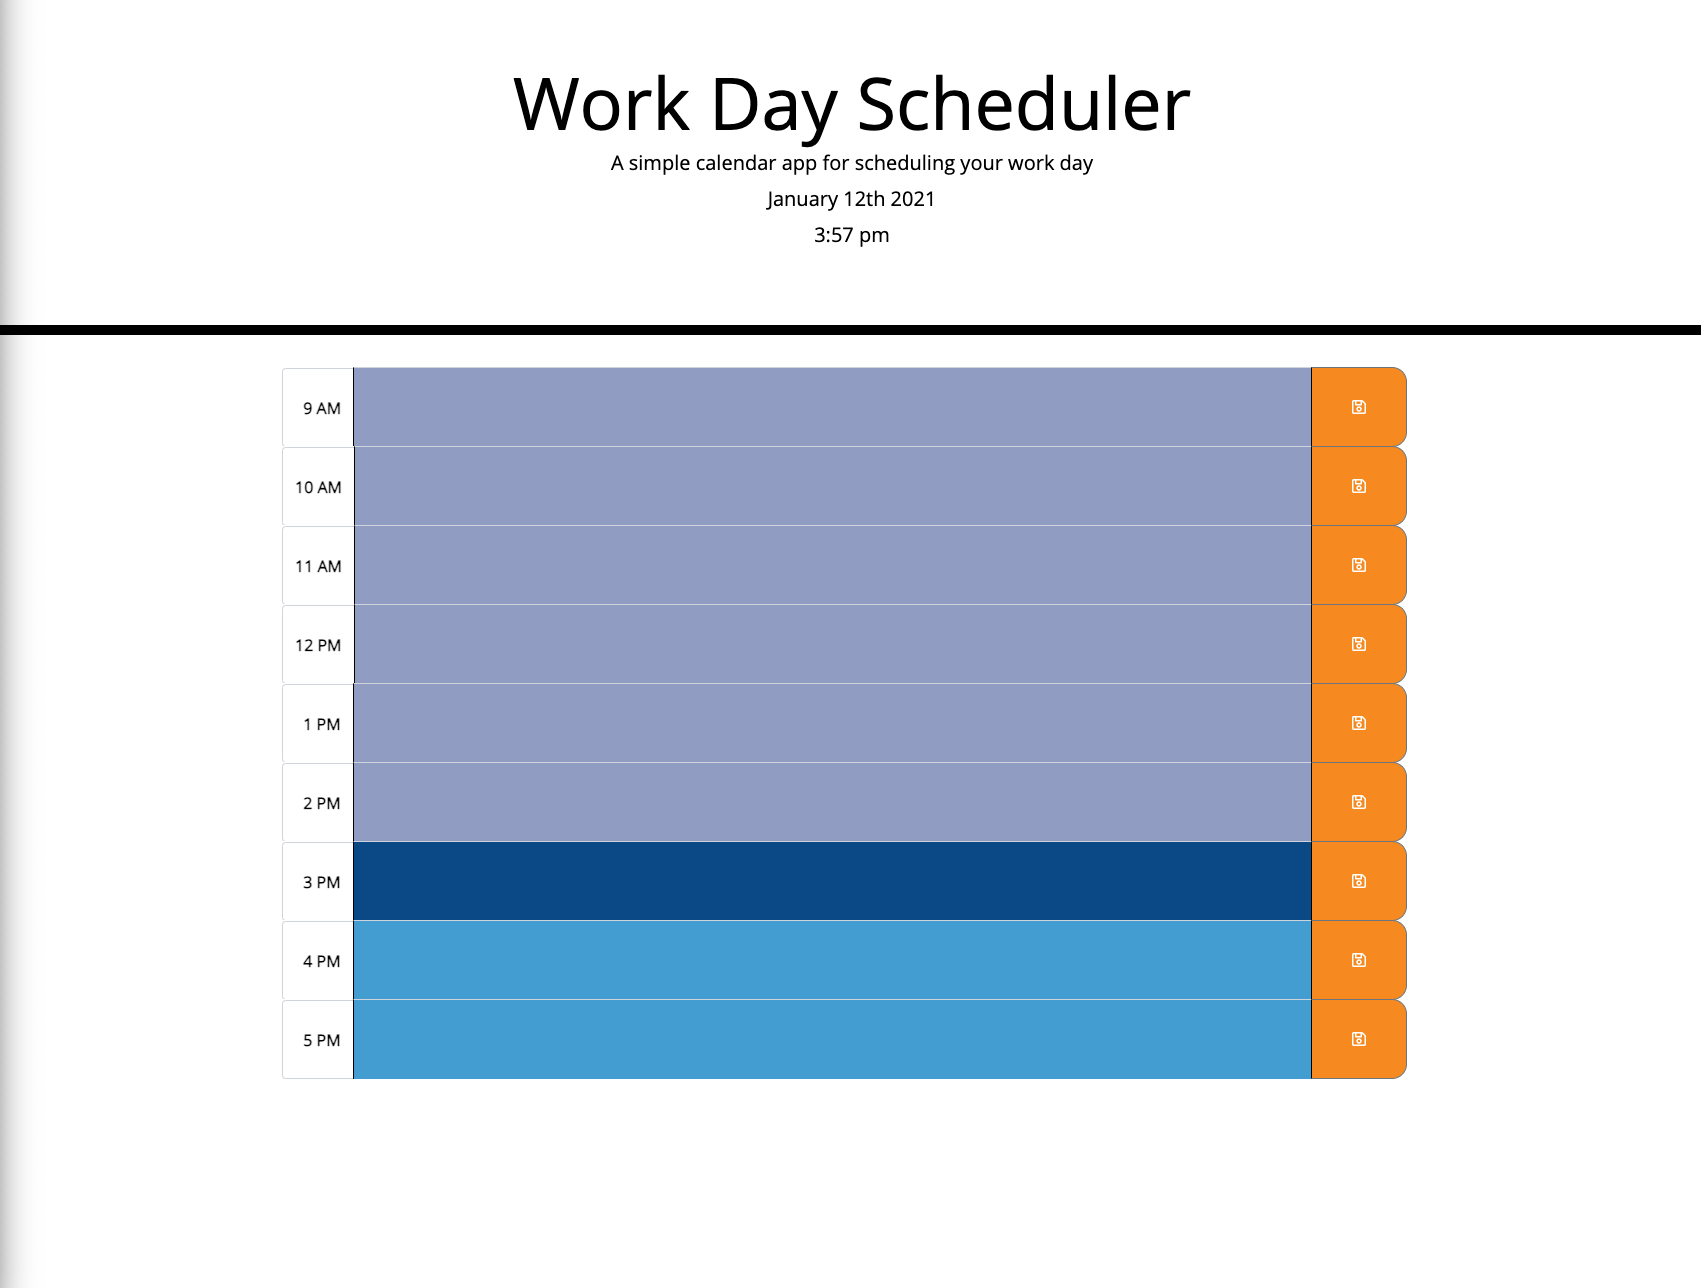 Work Day Scheduler
A simple calendar app for scheduling your work day
January 12th 2021
3:57 pm
9 AM
10 AM
11 AM
12 PM
1 PM
2 PM
3 PM
4 PM
5 PM